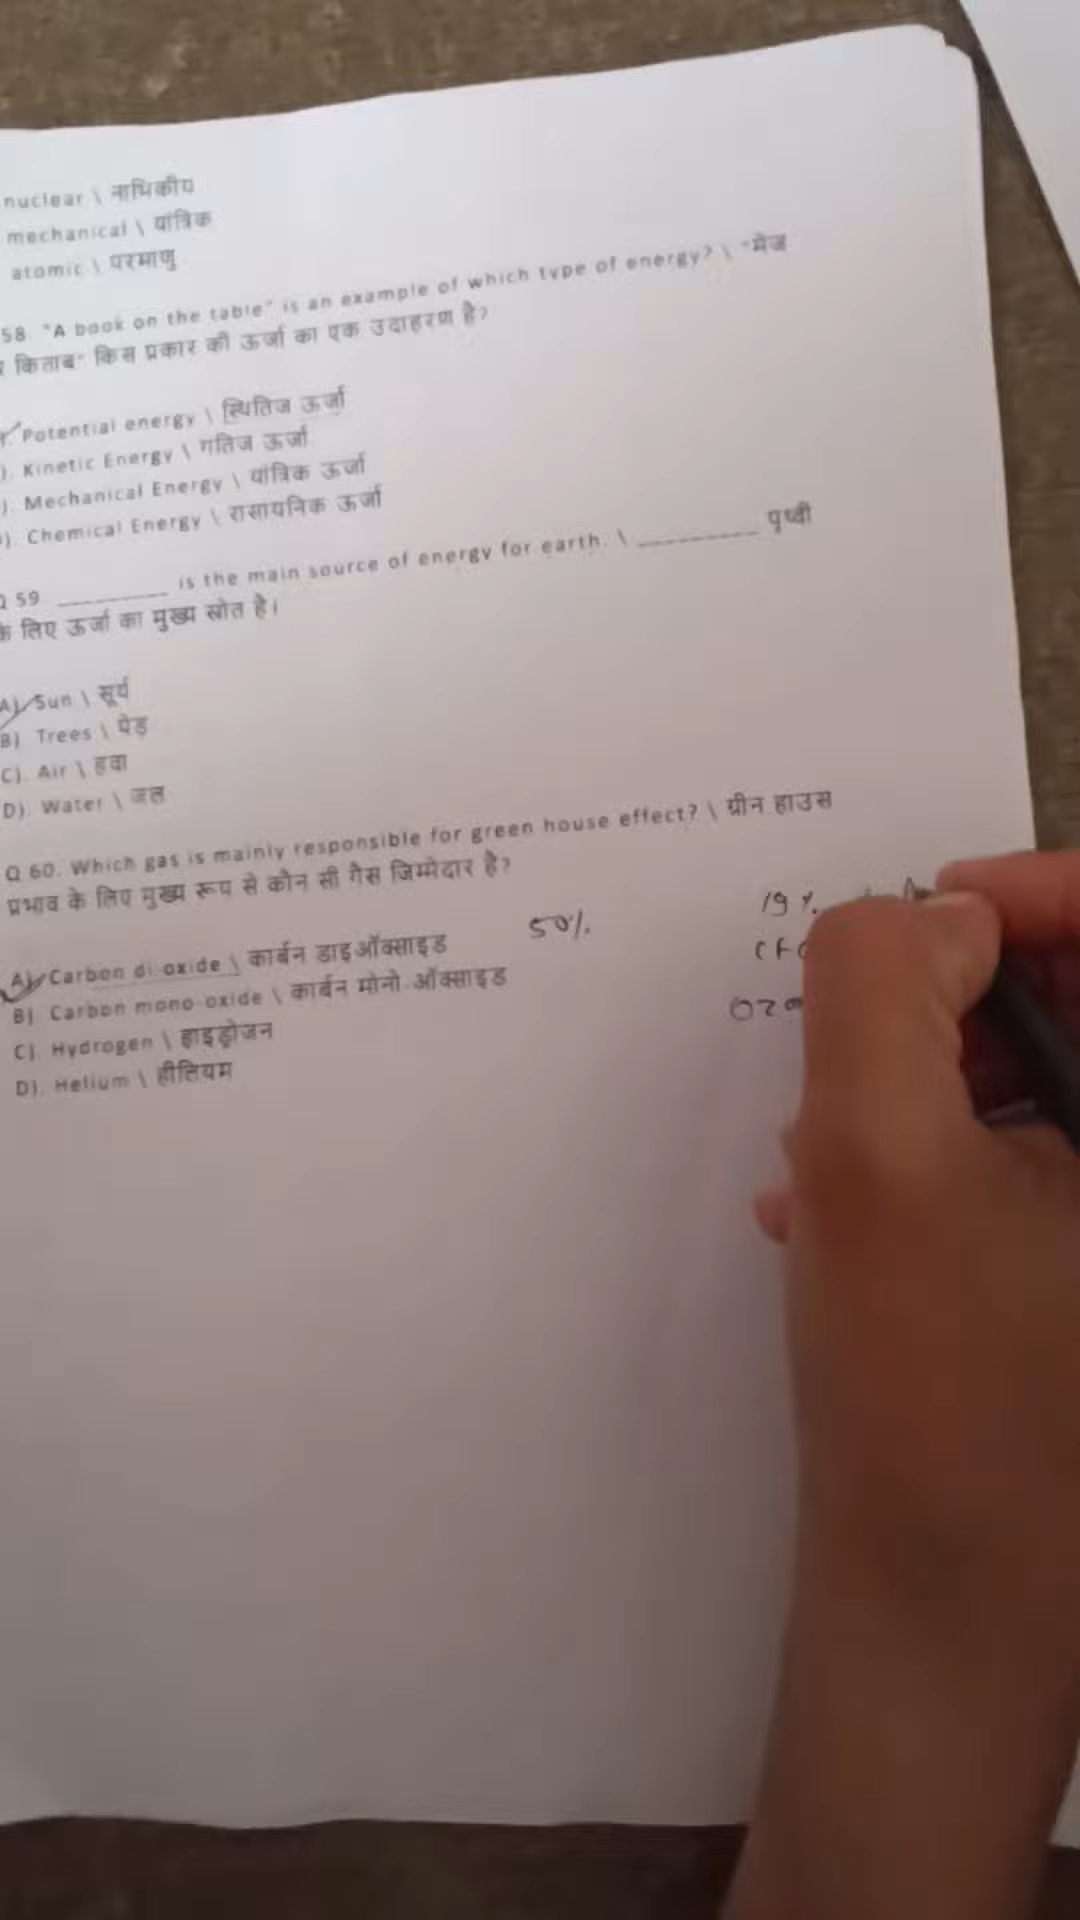 nuclear \ नाभिकीय
mechanical \ यांत्रिक
atomic \ परमाणु
58. "A book on the table" is an example of which type of energy? \ "मेज
किताब" किस प्रकार की ऊर्जा का एक उदाहरण है?
Potential energy \ स्थितिज ऊर्जा
). Kinetic Energy \ गतिज ऊर्जा
). Mechanical Energy \ यांत्रिक ऊर्जा
). Chemical Energy \ रासायनिक ऊर्जा
Q 59 __________ is the main source of energy for earth. \ __________ पृथ्वी
के लिए ऊर्जा का मुख्य स्रोत है।
A). Sun \ सूर्य
B) Trees \ पेड़
C). Air \ हवा
D). Water \ जल
Q 60. Which gas is mainly responsible for green house effect? \ ग्रीन हाउस
प्रभाव के लिए मुख्य रूप से कौन सी गैस जिम्मेदार है?
A). Carbon di-oxide \ कार्बन डाइऑक्साइड 50% 19%
B) Carbon mono-oxide \ कार्बन मोनो-ऑक्साइड
C). Hydrogen \ हाइड्रोजन
D). Helium \ हीलियम